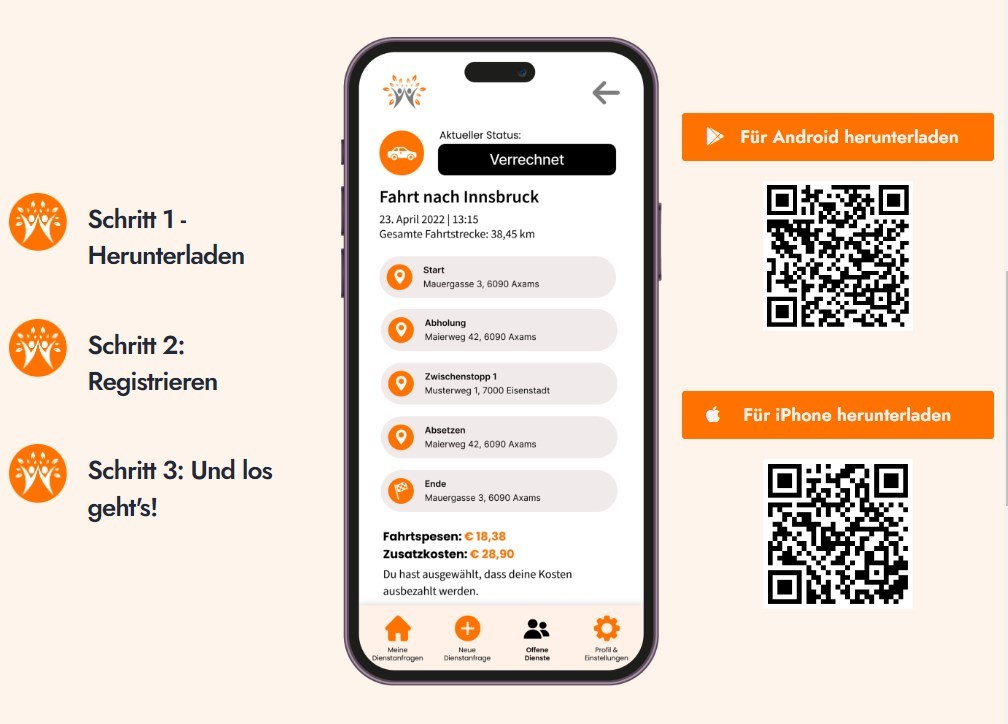 Schritt 1 -
Herunterladen
Schritt 2:
Registrieren
Schritt 3: Und los
geht's!
Aktueller Status:
Verrechnet
Fahrt nach Innsbruck
23. April 2022 | 13:15
Gesamte Fahrtstrecke: 38,45 km
Start
Mauergasse 3, 6090 Axams
Abholung
Maierweg 42, 6090 Axams
Zwischenstopp 1
Musterweg 1, 7000 Eisenstadt
Absetzen
Maierweg 42, 6090 Axams
Ende
Mauergasse 3, 6090 Axams
Fahrtspesen: € 18,38
Zusatzkosten: € 28,90
Du hast ausgewählt, dass deine Kosten
ausbezahlt werden.
Meine
Dienstanfragen
Neue
Dienstanfrage
Offene
Dienste
Profil &
Einstellungen
Für Android herunterladen
Für iPhone herunterladen